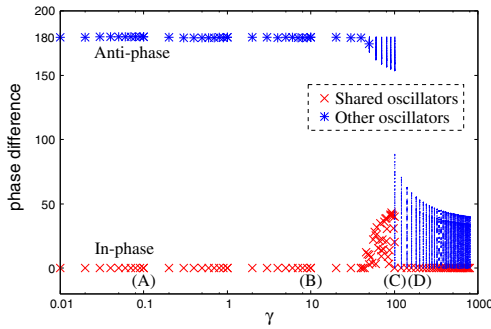 180
150
100
50
0
phase difference
Anti-phase
Shared oscillators
Other oscillators
In-phase
(A)
(B)
(C)
(D)
0.01
0.1
1
10
100
1000
γ